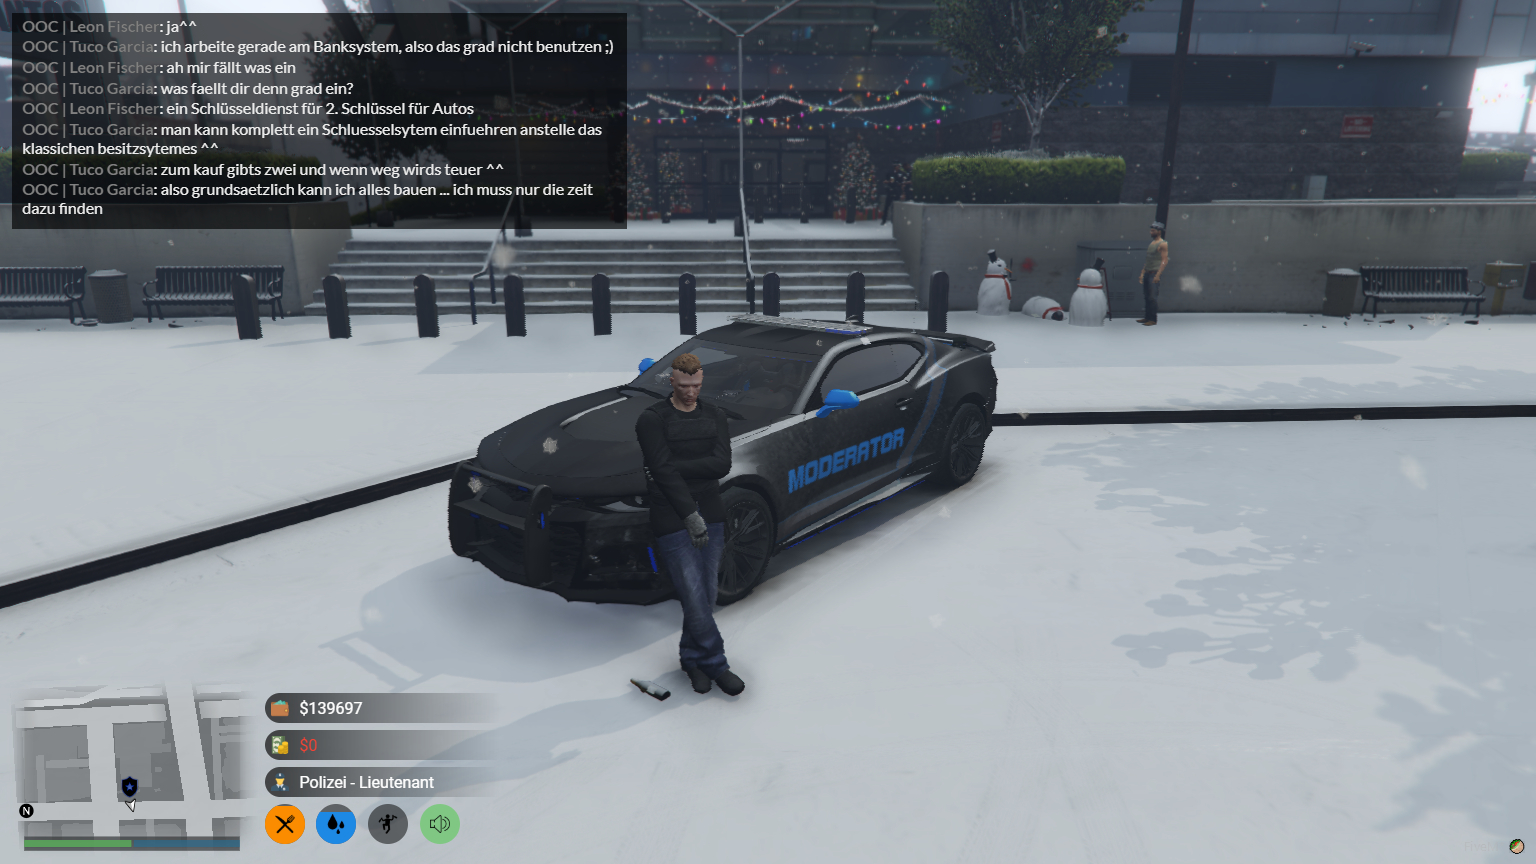 OOC | Leon Fischer: ja^^
OOC | Tuco Garcia: ich arbeite gerade am Banksystem, also das grad nicht benutzen ;)
OOC | Leon Fischer: ah mir fällt was ein
OOC | Tuco Garcia: was faellt dir denn grad ein?
OOC | Leon Fischer: ein Schlüsseldienst für 2. Schlüssel für Autos
OOC | Tuco Garcia: man kann komplett ein Schluesselsytem einfuehren anstelle das
klassichen besitzsytemes ^^
OOC | Tuco Garcia: zum kauf gibts zwei und wenn weg wirds teuer ^^
OOC | Tuco Garcia: also grundsaetzlich kann ich alles bauen ... ich muss nur die zeit
dazu finden
MODERATOR
$139697
$0
Polizei - Lieutenant
N